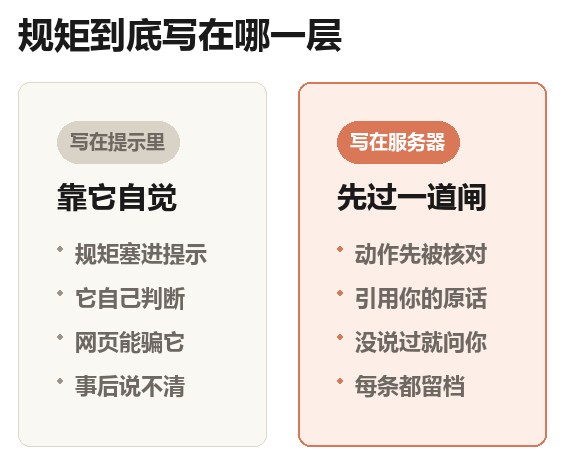 规矩到底写在哪一层
写在提示里
靠它自觉
规矩塞进提示
它自己判断
网页能骗它
事后说不清
写在服务器
先过一道闸
动作先被核对
引用你的原话
没说过就问你
每条都留档